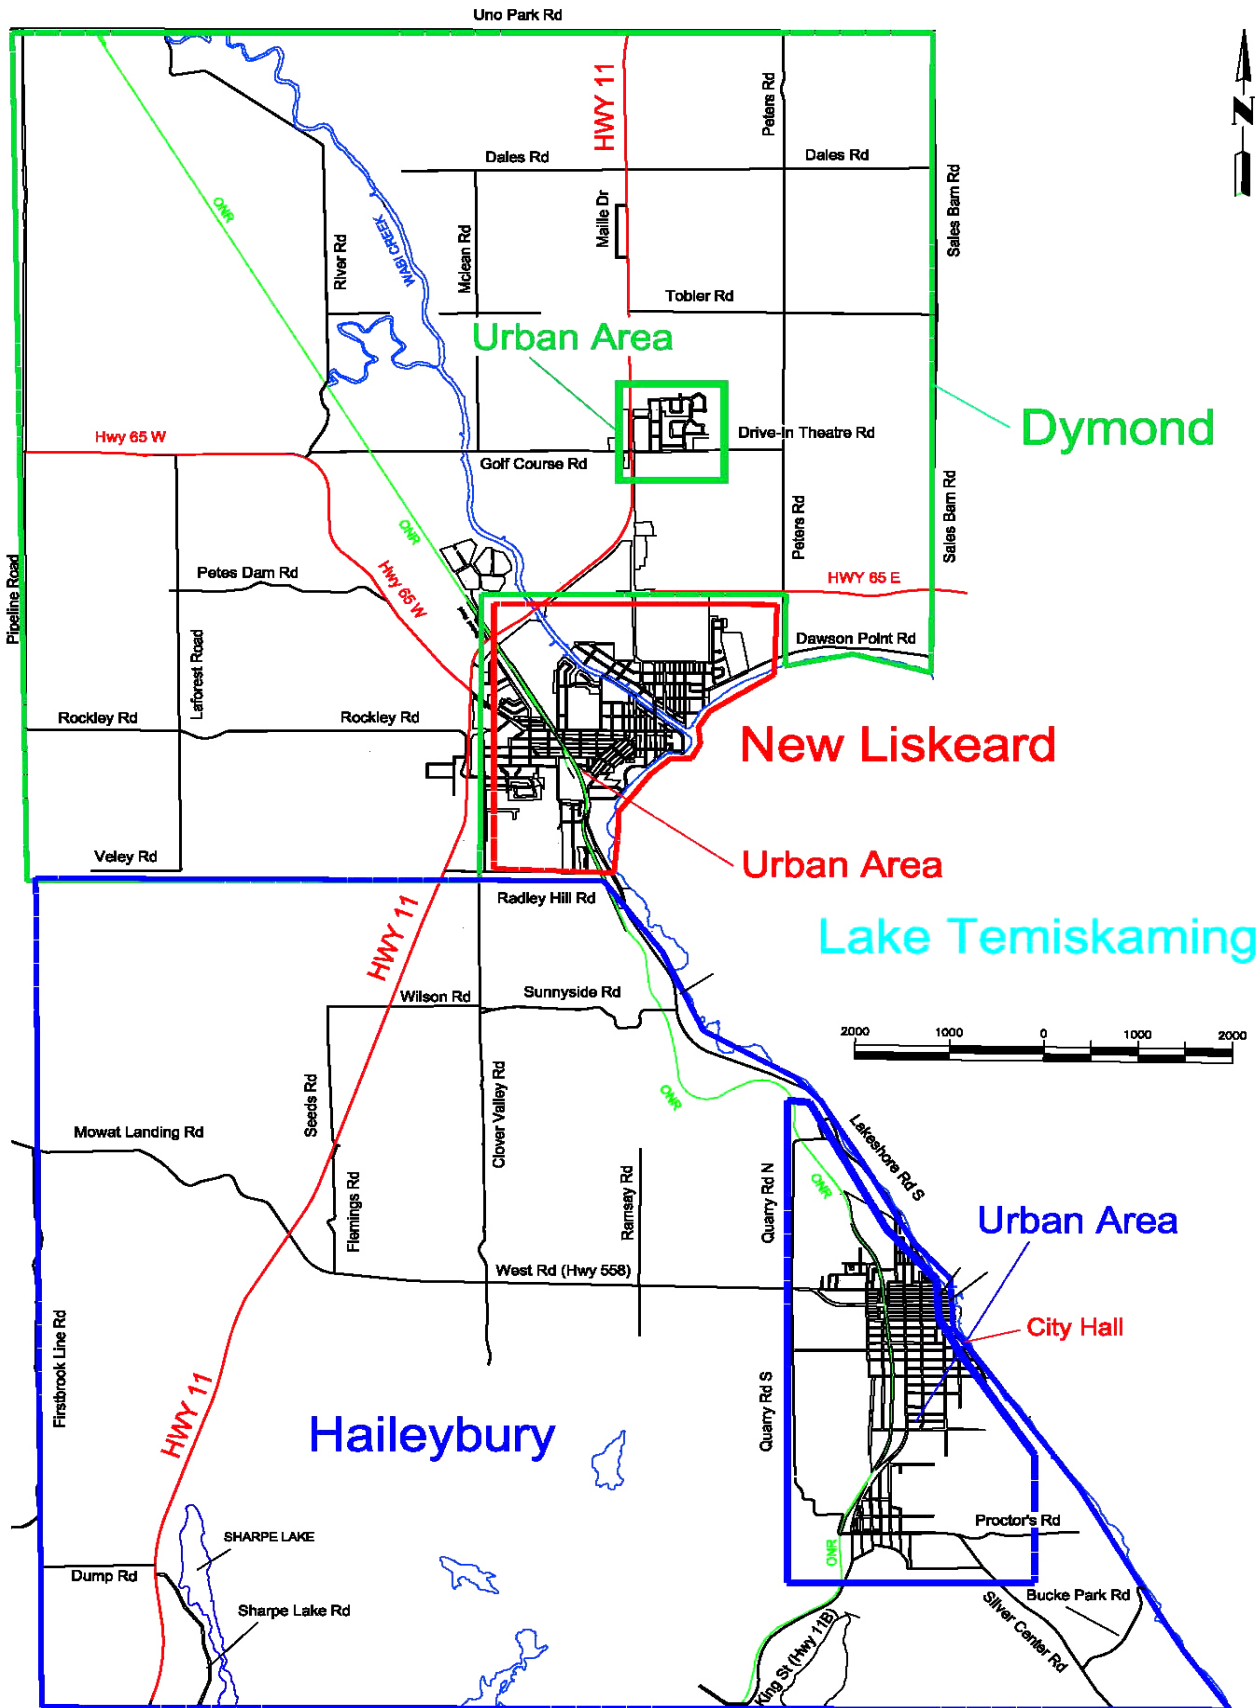 Uno Park Rd
N
HWY 11
Peters Rd
Dales Rd
Dales Rd
ONR
WABI CREEK
River Rd
Mclean Rd
Maille Dr
Sales Barn Rd
Tobler Rd
Urban Area
Dymond
Drive-In Theatre Rd
Hwy 65 W
Golf Course Rd
ONR
Peters Rd
Sales Barn Rd
Pipeline Road
Petes Dam Rd
Hwy 65 W
HWY 65 E
Laforest Road
Dawson Point Rd
Rockley Rd
Rockley Rd
New Liskeard
Veley Rd
Urban Area
Radley Hill Rd
HWY 11
Lake Temiskaming
Wilson Rd
Sunnyside Rd
2000 1000 0 1000 2000
Seeds Rd
Clover Valley Rd
ONR
Mowat Landing Rd
Lakeshore Rd S
Flemings Rd
Ramsay Rd
Quarry Rd N
ONR
Urban Area
West Rd (Hwy 558)
City Hall
Firstbrook Line Rd
HWY 11
Quarry Rd S
Haileybury
SHARPE LAKE
Proctor's Rd
Dump Rd
ONR
Sharpe Lake Rd
Bucke Park Rd
Silver Center Rd
King St (Hwy 11B)